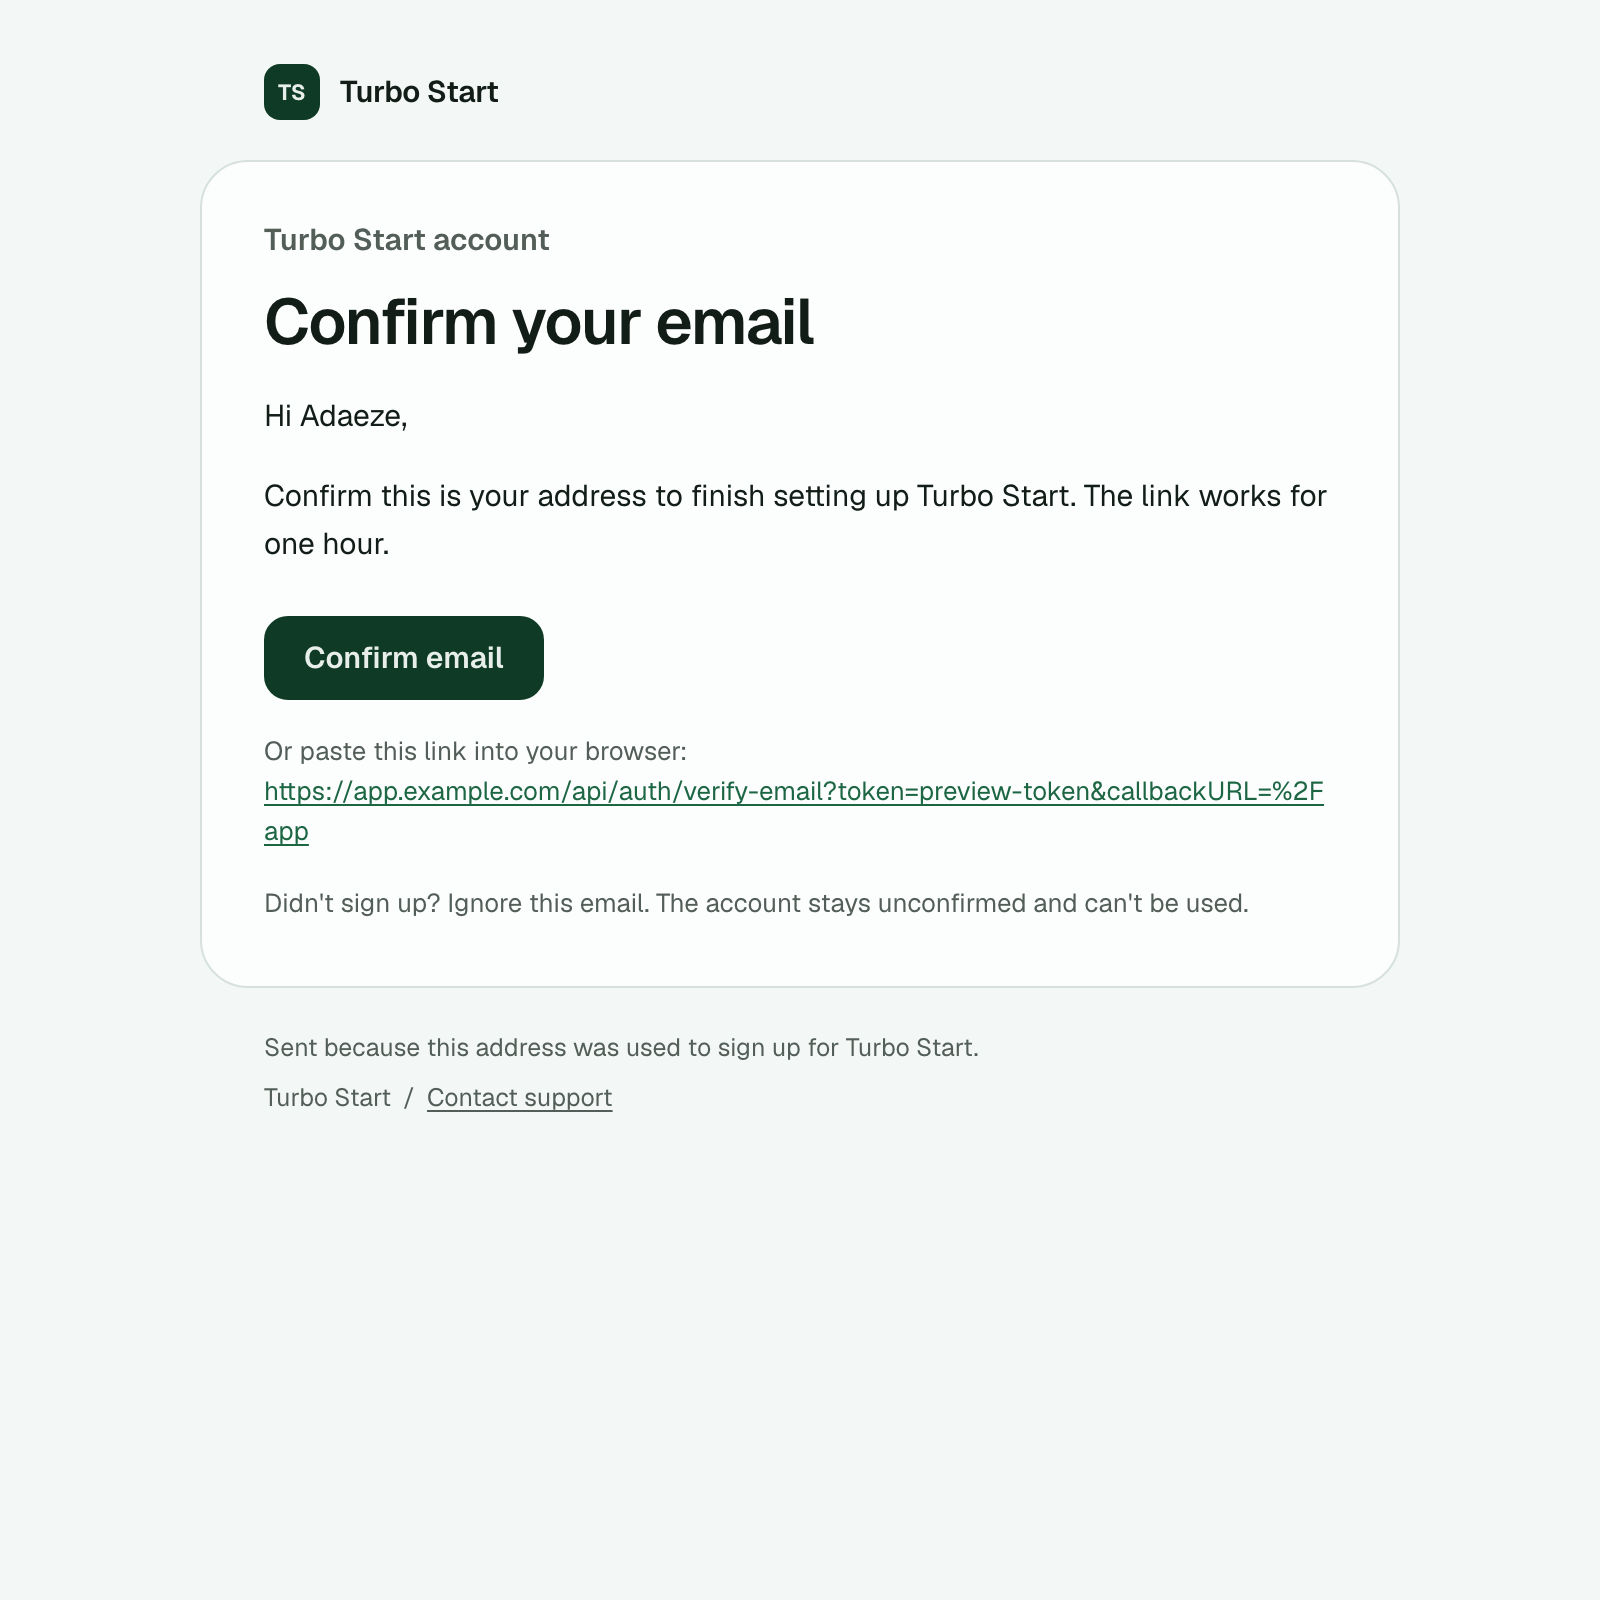 TS
Turbo Start
Turbo Start account
Confirm your email
Hi Adaeze,
Confirm this is your address to finish setting up Turbo Start. The link works for
one hour.
Confirm email
Or paste this link into your browser:
https://app.example.com/api/auth/verify-email?token=preview-token&callbackURL=%2F
app
Didn't sign up? Ignore this email. The account stays unconfirmed and can't be used.
Sent because this address was used to sign up for Turbo Start.
Turbo Start / Contact support